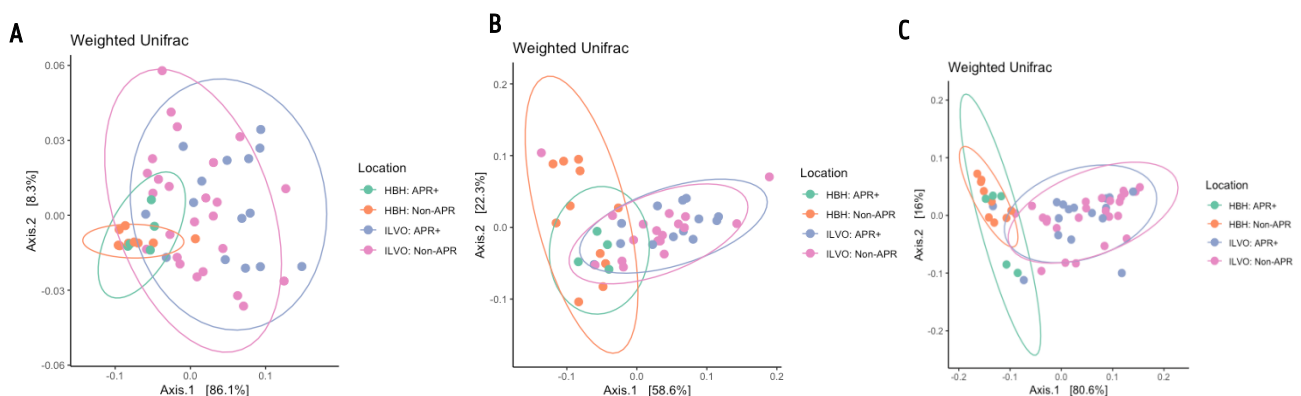 A
Weighted Unifrac
0.06
0.03
0.00
-0.03
-0.06
Axis.2 [8.3%]
-0.1
0.0
0.1
Axis.1 [86.1%]
Location
HBH: APR+
HBH: Non-APR
ILVO: APR+
ILVO: Non-APR
B
Weighted Unifrac
0.2
0.1
0.0
-0.1
Axis.2 [22.3%]
-0.1
0.0
0.1
0.2
Axis.1 [58.6%]
Location
HBH: APR+
HBH: Non-APR
ILVO: APR+
ILVO: Non-APR
C
Weighted Unifrac
0.2
0.1
0.0
-0.1
-0.2
Axis.2 [16%]
-0.2
-0.1
0.0
0.1
0.2
Axis.1 [80.6%]
Location
HBH: APR+
HBH: Non-APR
ILVO: APR+
ILVO: Non-APR